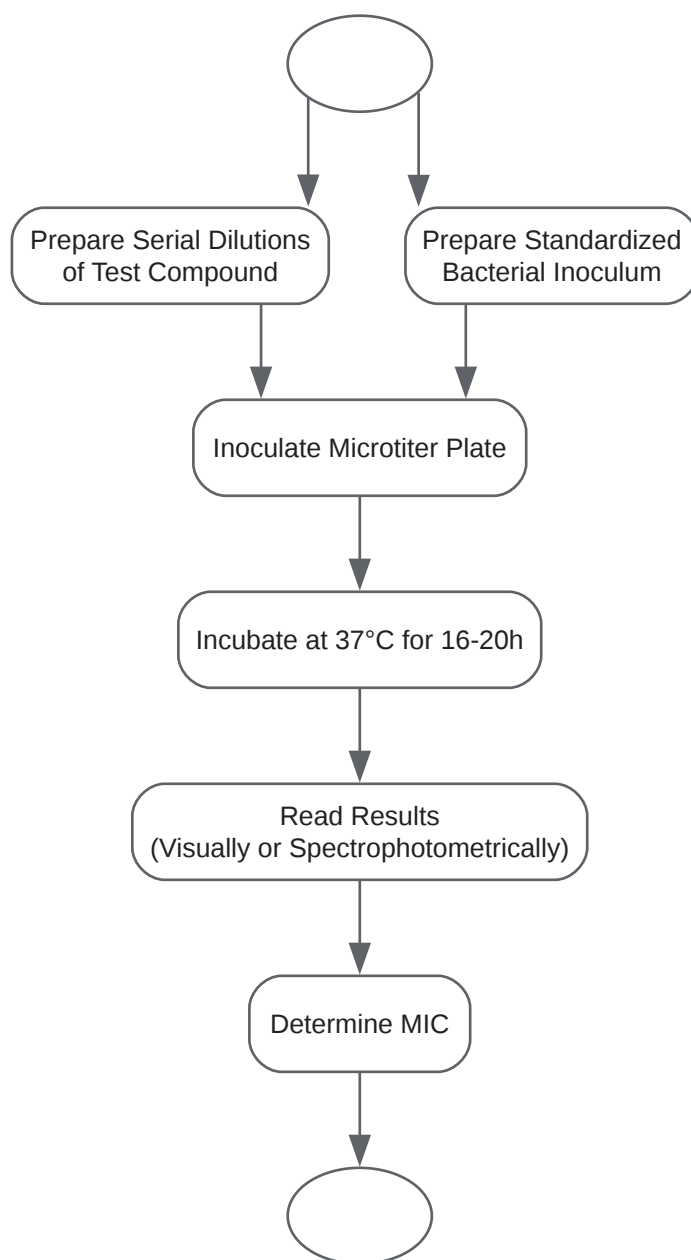 Prepare Serial Dilutions
of Test Compound
Prepare Standardized
Bacterial Inoculum
Inoculate Microtiter Plate
Incubate at 37°C for 16-20h
Read Results
(Visually or Spectrophotometrically)
Determine MIC